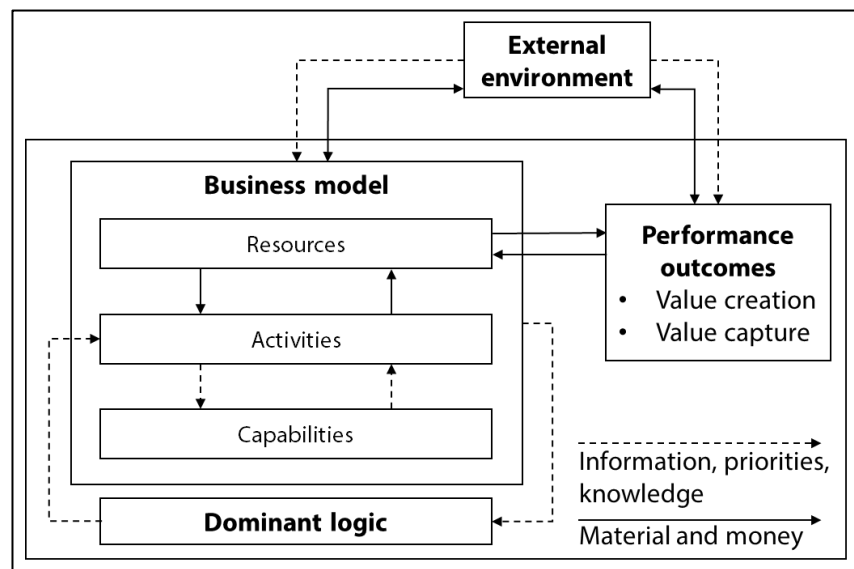 External
environment
Business model
Resources
Activities
Capabilities
Dominant logic
Performance
outcomes
• Value creation
• Value capture
Information, priorities,
knowledge
Material and money